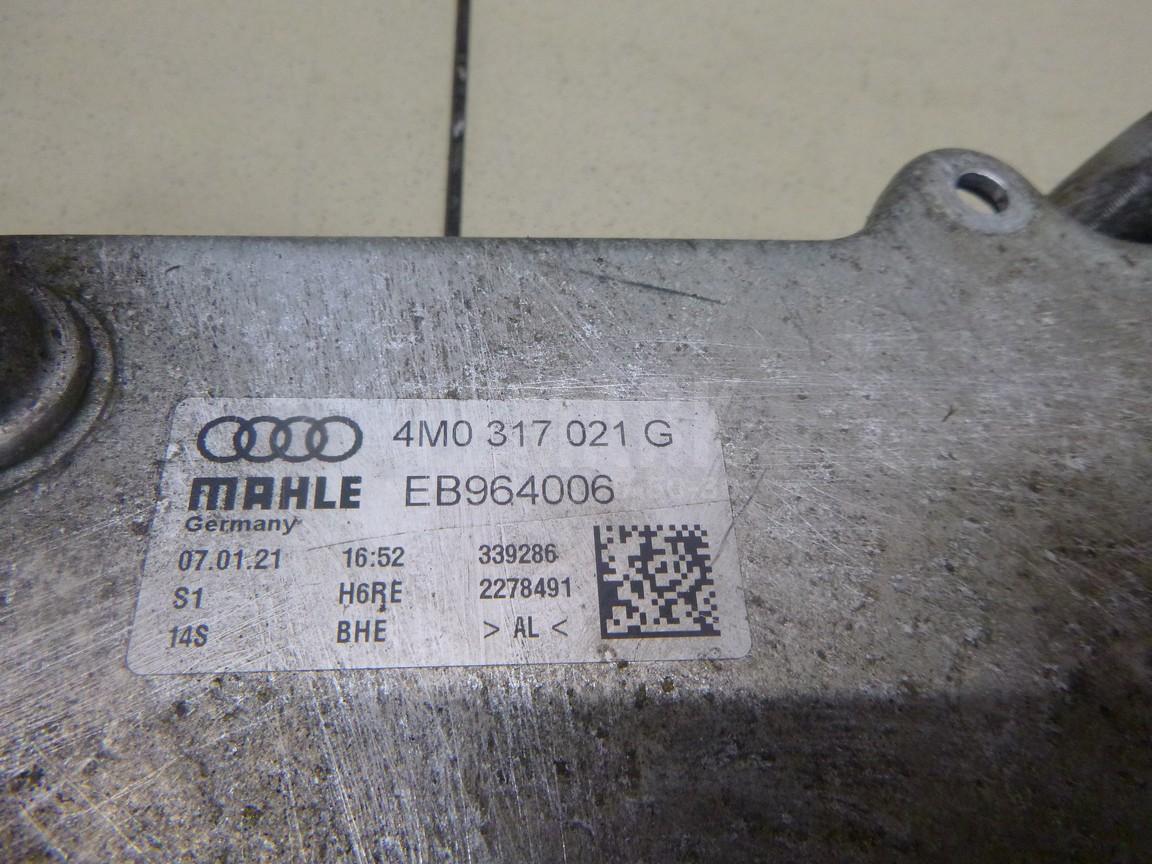 4M0 317 021 G
MAHLE EB964006
Germany
07.01.21 16:52 339286
S1 H6RE 2278491
14S BHE > AL <